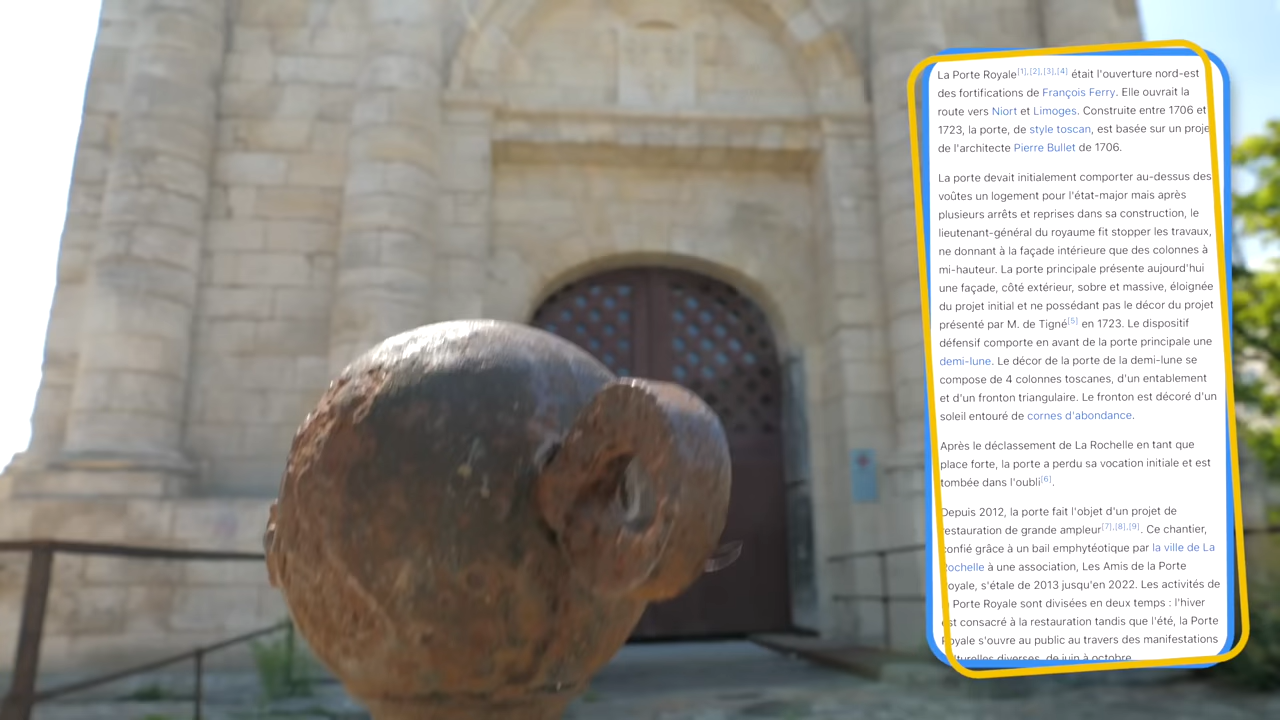 La Porte Royale[1],[2],[3],[4] était l'ouverture nord-est
des fortifications de François Ferry. Elle ouvrait la
route vers Niort et Limoges. Construite entre 1706 et
1723, la porte, de style toscan, est basée sur un proje
de l'architecte Pierre Bullet de 1706.
La porte devait initialement comporter au-dessus des
voûtes un logement pour l'état-major mais après
plusieurs arrêts et reprises dans sa construction, le
lieutenant-général du royaume fit stopper les travaux,
ne donnant à la façade intérieure que des colonnes à
mi-hauteur. La porte principale présente aujourd'hui
une façade, côté extérieur, sobre et massive, éloignée
du projet initial et ne possédant pas le décor du projet
présenté par M. de Tigné[5] en 1723. Le dispositif
défensif comporte en avant de la porte principale une
demi-lune. Le décor de la porte de la demi-lune se
compose de 4 colonnes toscanes, d'un entablement
et d'un fronton triangulaire. Le fronton est décoré d'un
soleil entouré de cornes d'abondance.
Après le déclassement de La Rochelle en tant que
place forte, la porte a perdu sa vocation initiale et est
tombée dans l'oubli[6].
Depuis 2012, la porte fait l'objet d'un projet de
restauration de grande ampleur[7],[8],[9]. Ce chantier,
confié grâce à un bail emphytéotique par la ville de La
Rochelle à une association, Les Amis de la Porte
oyale, s'étale de 2013 jusqu'en 2022. Les activités de
la Porte Royale sont divisées en deux temps : l'hiver
est consacré à la restauration tandis que l'été, la Porte
Royale s'ouvre au public au travers des manifestations
culturelles diverses, de juin à octobre